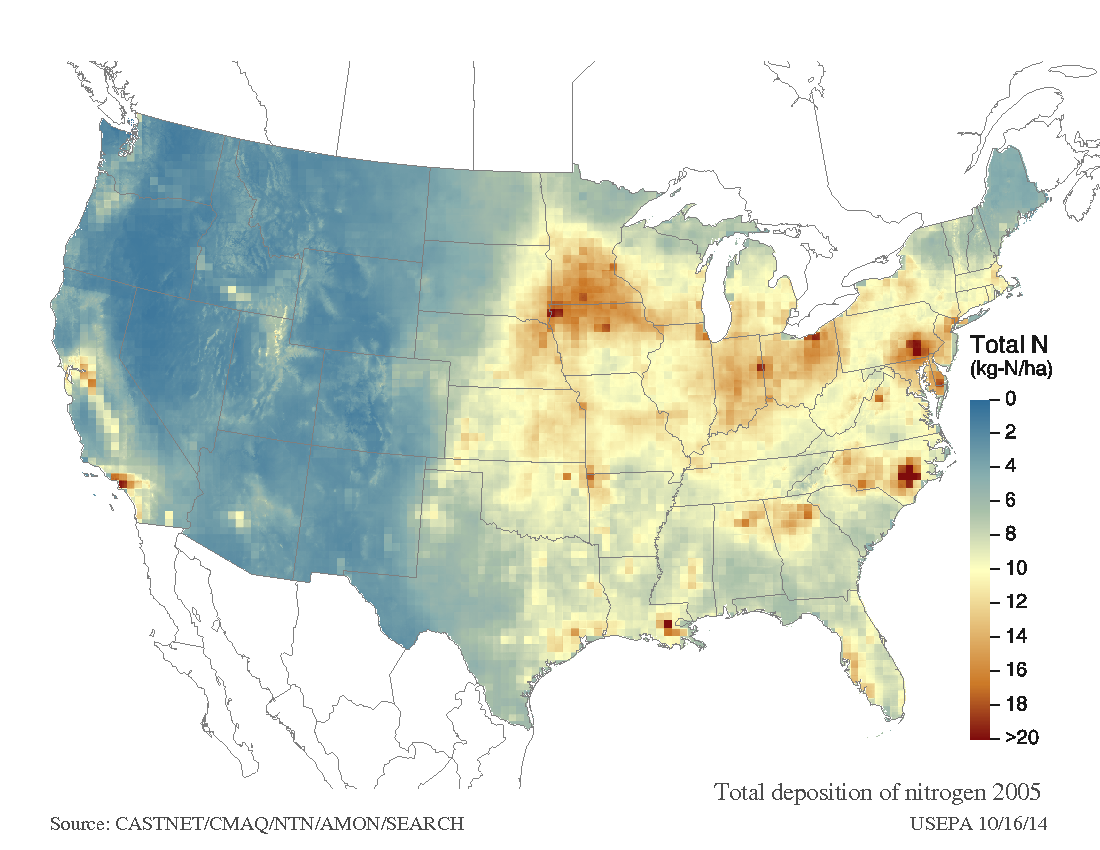 Total N
(kg-N/ha)
0
2
4
6
8
10
12
14
16
18
>20
Total deposition of nitrogen 2005
Source: CASTNET/CMAQ/NTN/AMON/SEARCH
USEPA 10/16/14